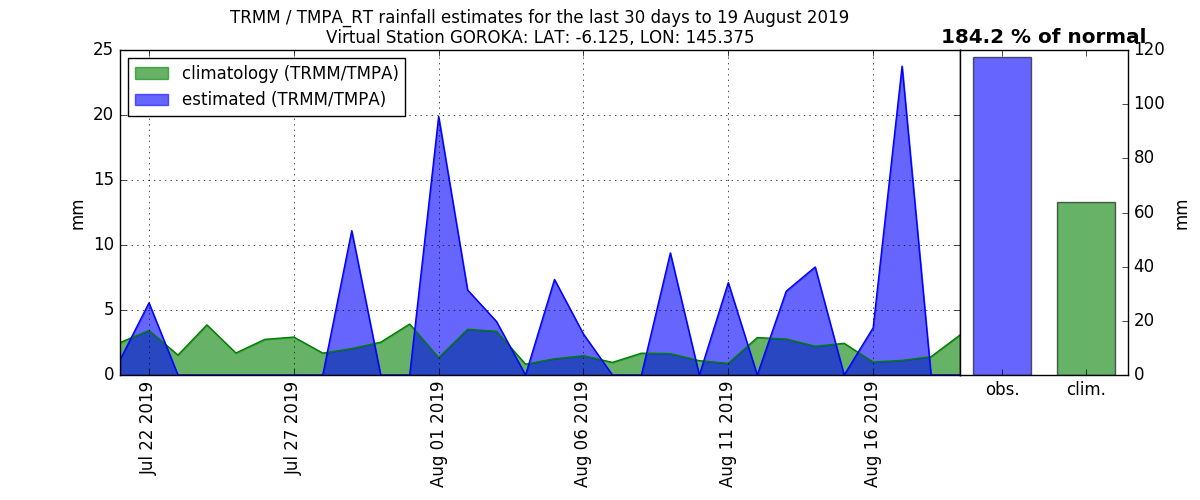 TRMM / TMPA_RT rainfall estimates for the last 30 days to 19 August 2019
Virtual Station GOROKA: LAT: -6.125, LON: 145.375
184.2 % of normal
climatology (TRMM/TMPA)
estimated (TRMM/TMPA)
25
20
15
10
5
0
mm
Jul 22 2019
Jul 27 2019
Aug 01 2019
Aug 06 2019
Aug 11 2019
Aug 16 2019
obs.
clim.
120
100
80
60
40
20
0
mm